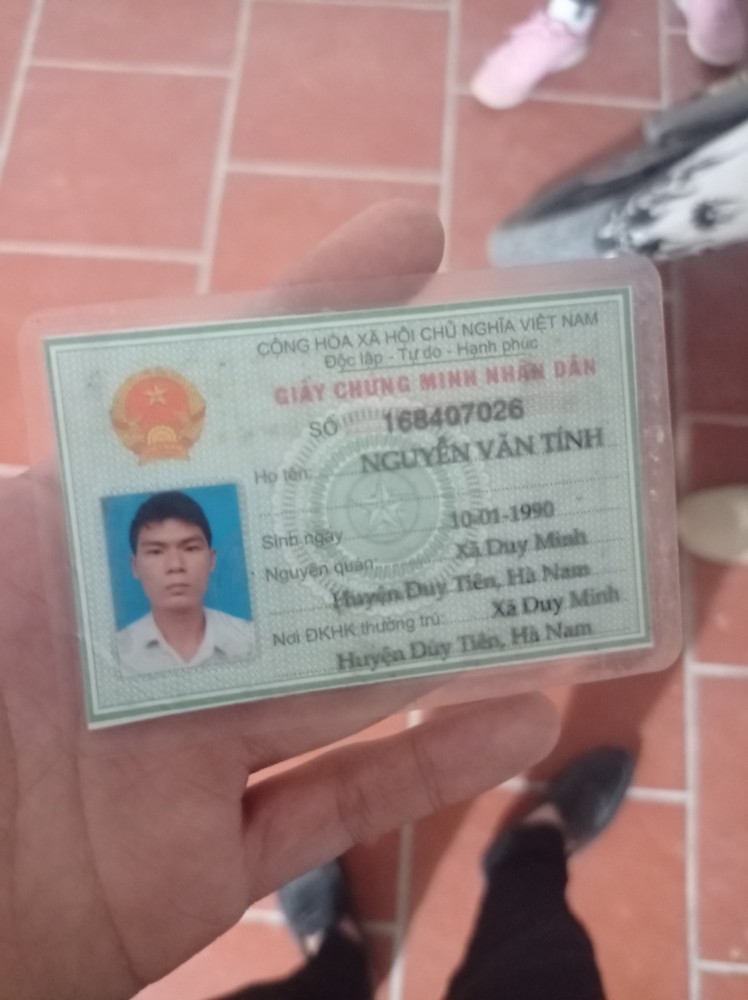 CỘNG HÒA XÃ HỘI CHỦ NGHĨA VIỆT NAM
Độc lập - Tự do - Hạnh phúc
GIẤY CHỨNG MINH NHÂN DÂN
SỐ 168407026
Họ tên: NGUYỄN VĂN TÍNH
Sinh ngày 10-01-1990
Nguyên quán Xã Duy Minh
Huyện Duy Tiên, Hà Nam
Nơi ĐKHK thường trú: Xã Duy Minh
Huyện Dúy Tiên, Hà Nam